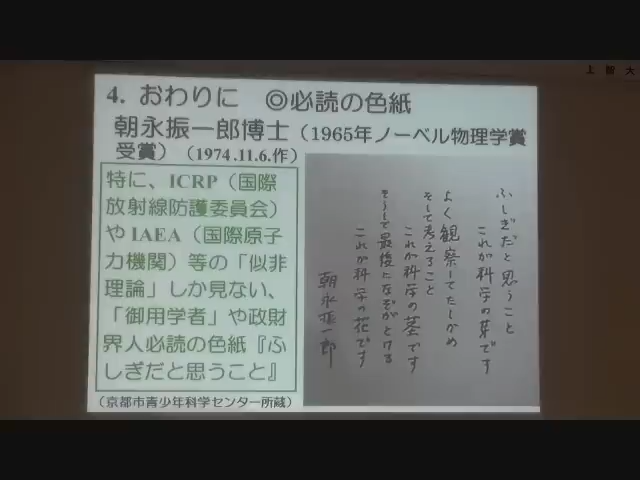 上智大
4. おわりに ◎必読の色紙
朝永振一郎博士（1965年ノーベル物理学賞
受賞）（1974.11.6.作）
特に、ICRP（国際
放射線防護委員会）
や IAEA（国際原子
力機関）等の「似非
理論」しか見ない、
「御用学者」や政財
界人必読の色紙『ふ
しぎだと思うこと』
（京都市青少年科学センター所蔵）
ふしぎだと思うこと
これが科学の芽です
よく観察してたしかめ
そして考えること
これが科学の茎です
そうして最後になぞがとける
これが科学の花です
朝永振一郎